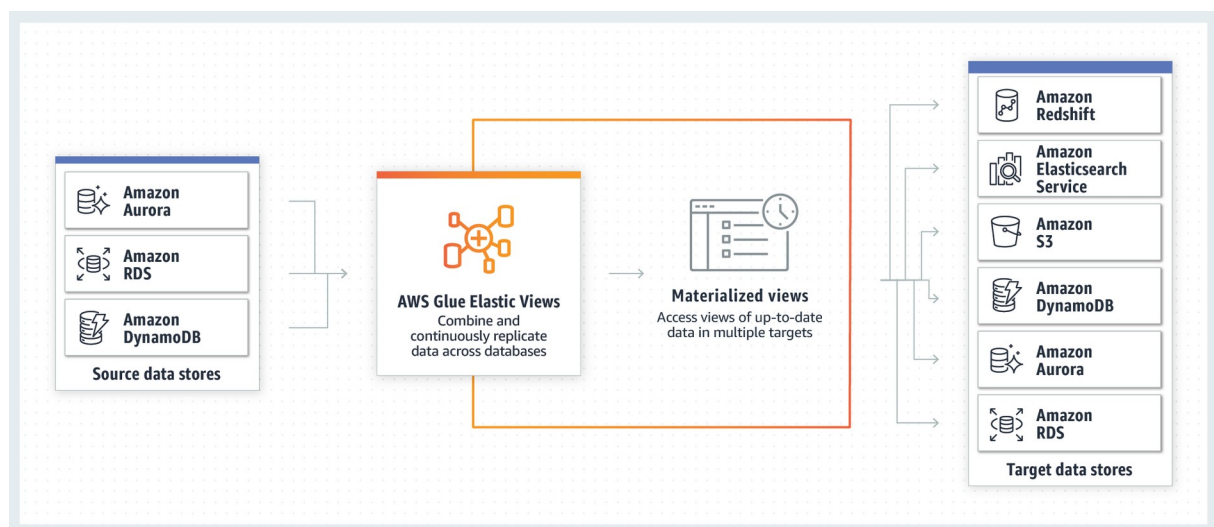 Amazon
Aurora
Amazon
RDS
Amazon
DynamoDB
Source data stores
AWS Glue Elastic Views
Combine and
continuously replicate
data across databases
Materialized views
Access views of up-to-date
data in multiple targets
Amazon
Redshift
Amazon
Elasticsearch
Service
Amazon
S3
Amazon
DynamoDB
Amazon
Aurora
Amazon
RDS
Target data stores